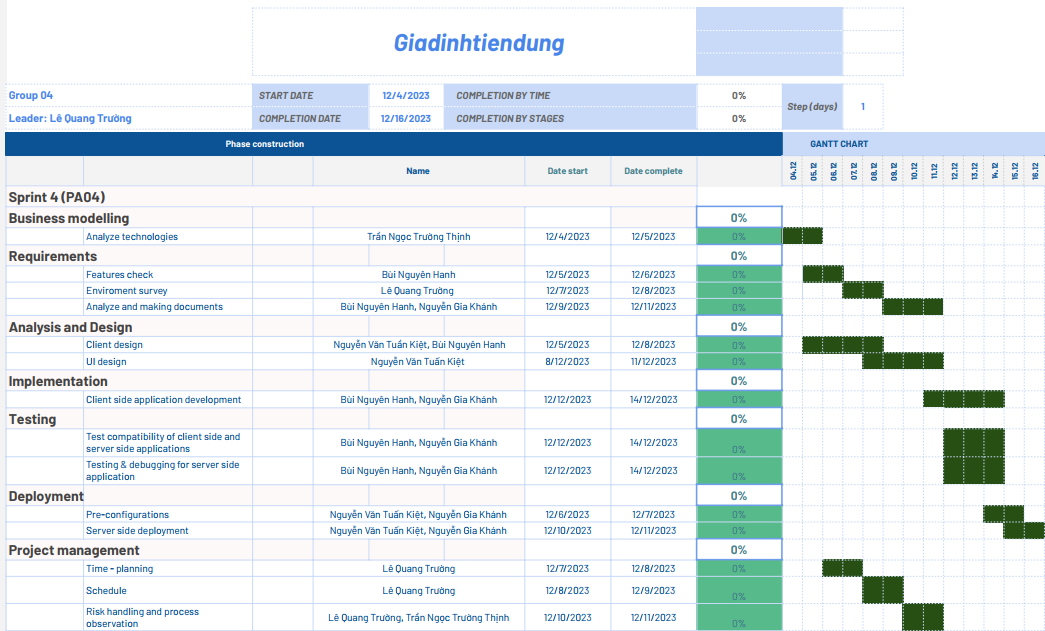 Giadinhtiendung
Group 04 START DATE 12/4/2023 COMPLETION BY TIME 0% Step (days) 1
Leader: Lê Quang Trường COMPLETION DATE 12/16/2023 COMPLETION BY STAGES 0%
Phase construction GANTT CHART
Name Date start Date complete 04.12 05.12 06.12 07.12 08.12 09.12 10.12 11.12 12.12 13.12 14.12 15.12 16.12
Sprint 4 (PA04)
Business modelling 0%
Analyze technologies Trần Ngọc Trường Thịnh 12/4/2023 12/5/2023 0%
Requirements 0%
Features check Bùi Nguyên Hanh 12/5/2023 12/6/2023 0%
Enviroment survey Lê Quang Trường 12/7/2023 12/8/2023 0%
Analyze and making documents Bùi Nguyên Hanh, Nguyễn Gia Khánh 12/9/2023 12/11/2023 0%
Analysis and Design 0%
Client design Nguyễn Văn Tuấn Kiệt, Bùi Nguyên Hanh 12/5/2023 12/8/2023 0%
UI design Nguyễn Văn Tuấn Kiệt 8/12/2023 11/12/2023 0%
Implementation 0%
Client side application development Bùi Nguyên Hanh, Nguyễn Gia Khánh 12/12/2023 14/12/2023 0%
Testing 0%
Test compatibility of client side and
server side applications Bùi Nguyên Hanh, Nguyễn Gia Khánh 12/12/2023 14/12/2023 0%
Testing & debugging for server side
application Bùi Nguyên Hanh, Nguyễn Gia Khánh 12/12/2023 14/12/2023 0%
Deployment 0%
Pre-configurations Nguyễn Văn Tuấn Kiệt, Nguyễn Gia Khánh 12/6/2023 12/7/2023 0%
Server side deployment Nguyễn Văn Tuấn Kiệt, Nguyễn Gia Khánh 12/10/2023 12/11/2023 0%
Project management 0%
Time - planning Lê Quang Trường 12/7/2023 12/8/2023 0%
Schedule Lê Quang Trường 12/8/2023 12/9/2023 0%
Risk handling and process
observation Lê Quang Trường, Trần Ngọc Trường Thịnh 12/10/2023 12/11/2023 0%